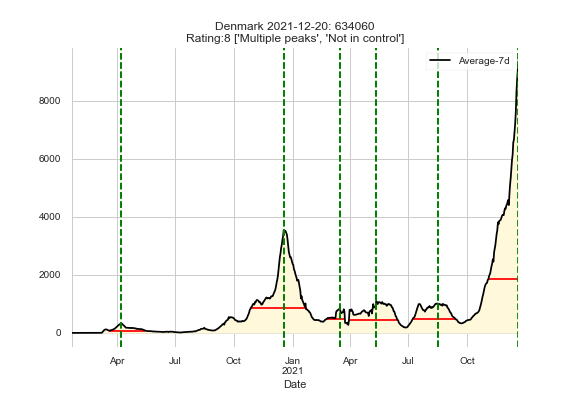 Denmark 2021-12-20: 634060
Rating:8 ['Multiple peaks', 'Not in control']
Average-7d
8000
6000
4000
2000
0
Apr
Jul
Oct
Jan
2021
Apr
Jul
Oct
Date